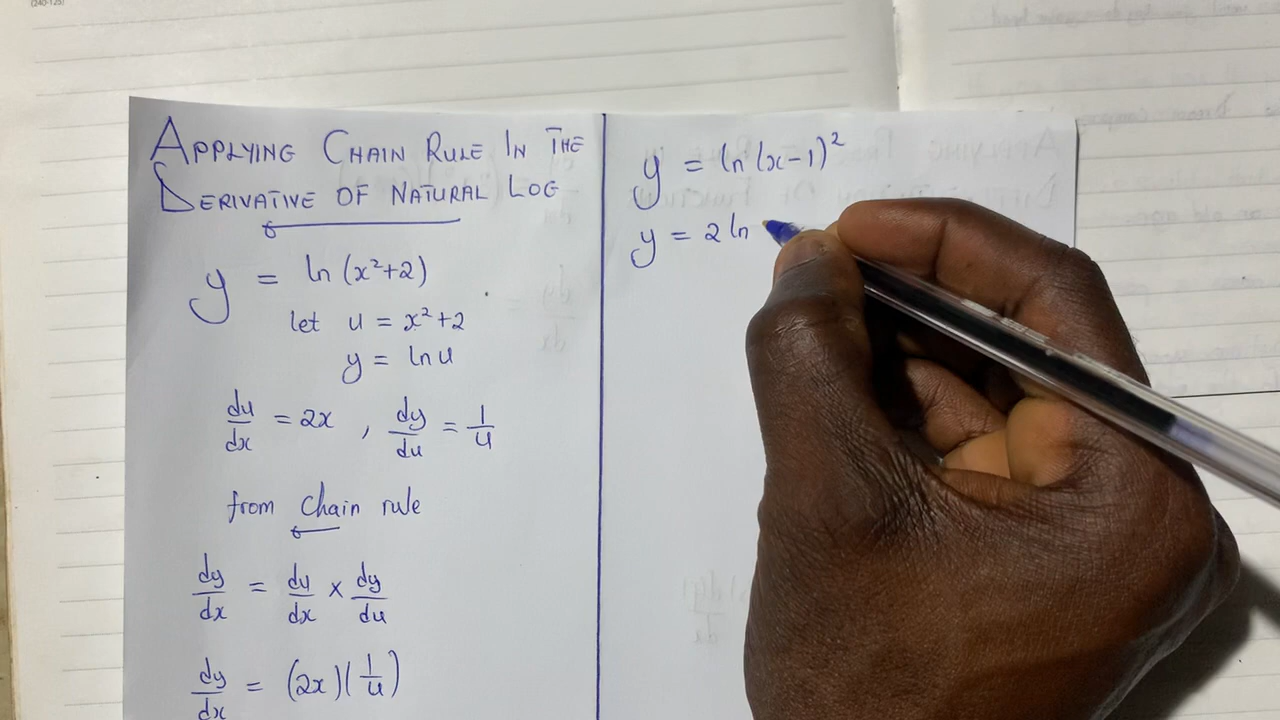 APPLYING CHAIN RULE IN THE
DERIVATIVE OF NATURAL LOG
y = ln (x²+2)
let u = x²+2
y = ln u
du/dx = 2x , dy/du = 1/u
from Chain rule
dy/dx = du/dx × dy/du
dy/dx = (2x)(1/u)
y = ln (x-1)²
y = 2 ln